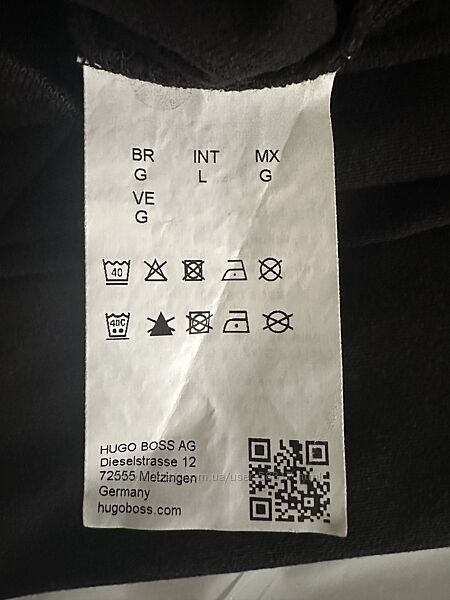 BR INT MX
G L G
VE
G
40
40C
HUGO BOSS AG
Dieselstrasse 12
72555 Metzingen
Germany
hugoboss.com